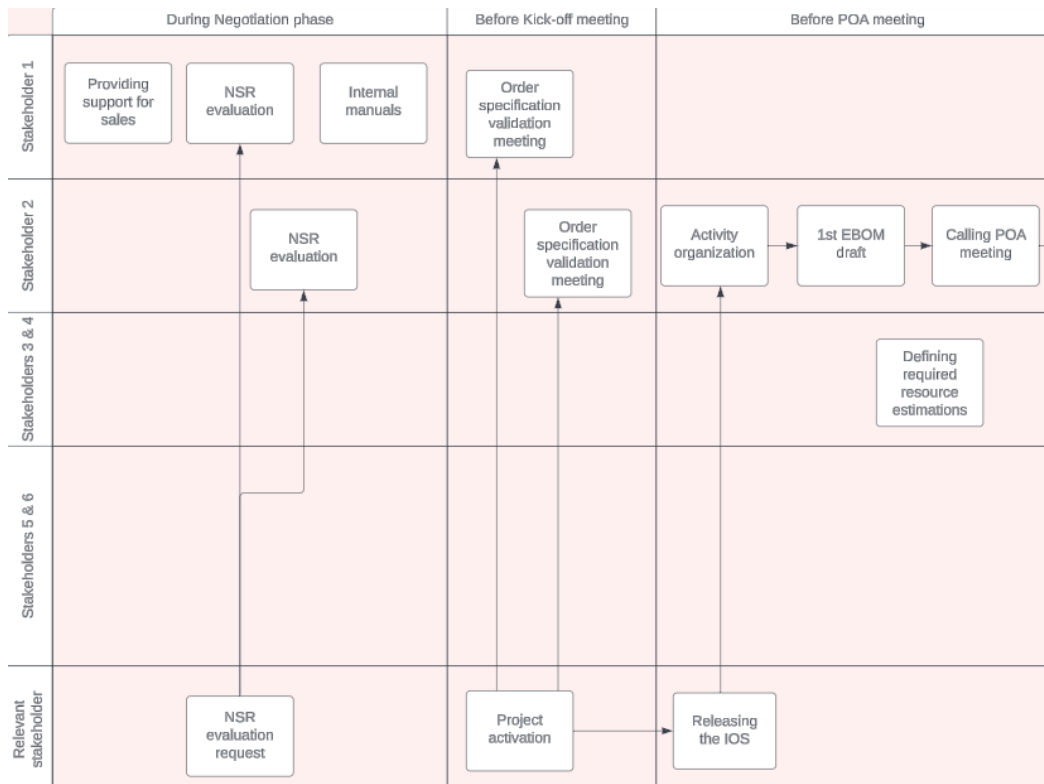 During Negotiation phase
Before Kick-off meeting
Before POA meeting
Stakeholder 1
Providing
support for
sales
NSR
evaluation
Internal
manuals
Order
specification
validation
meeting
Stakeholder 2
NSR
evaluation
Order
specification
validation
meeting
Activity
organization
1st EBOM
draft
Calling POA
meeting
Stakeholders 3 & 4
Defining
required
resource
estimations
Stakeholders 5 & 6
Relevant
stakeholder
NSR
evaluation
request
Project
activation
Releasing
the IOS